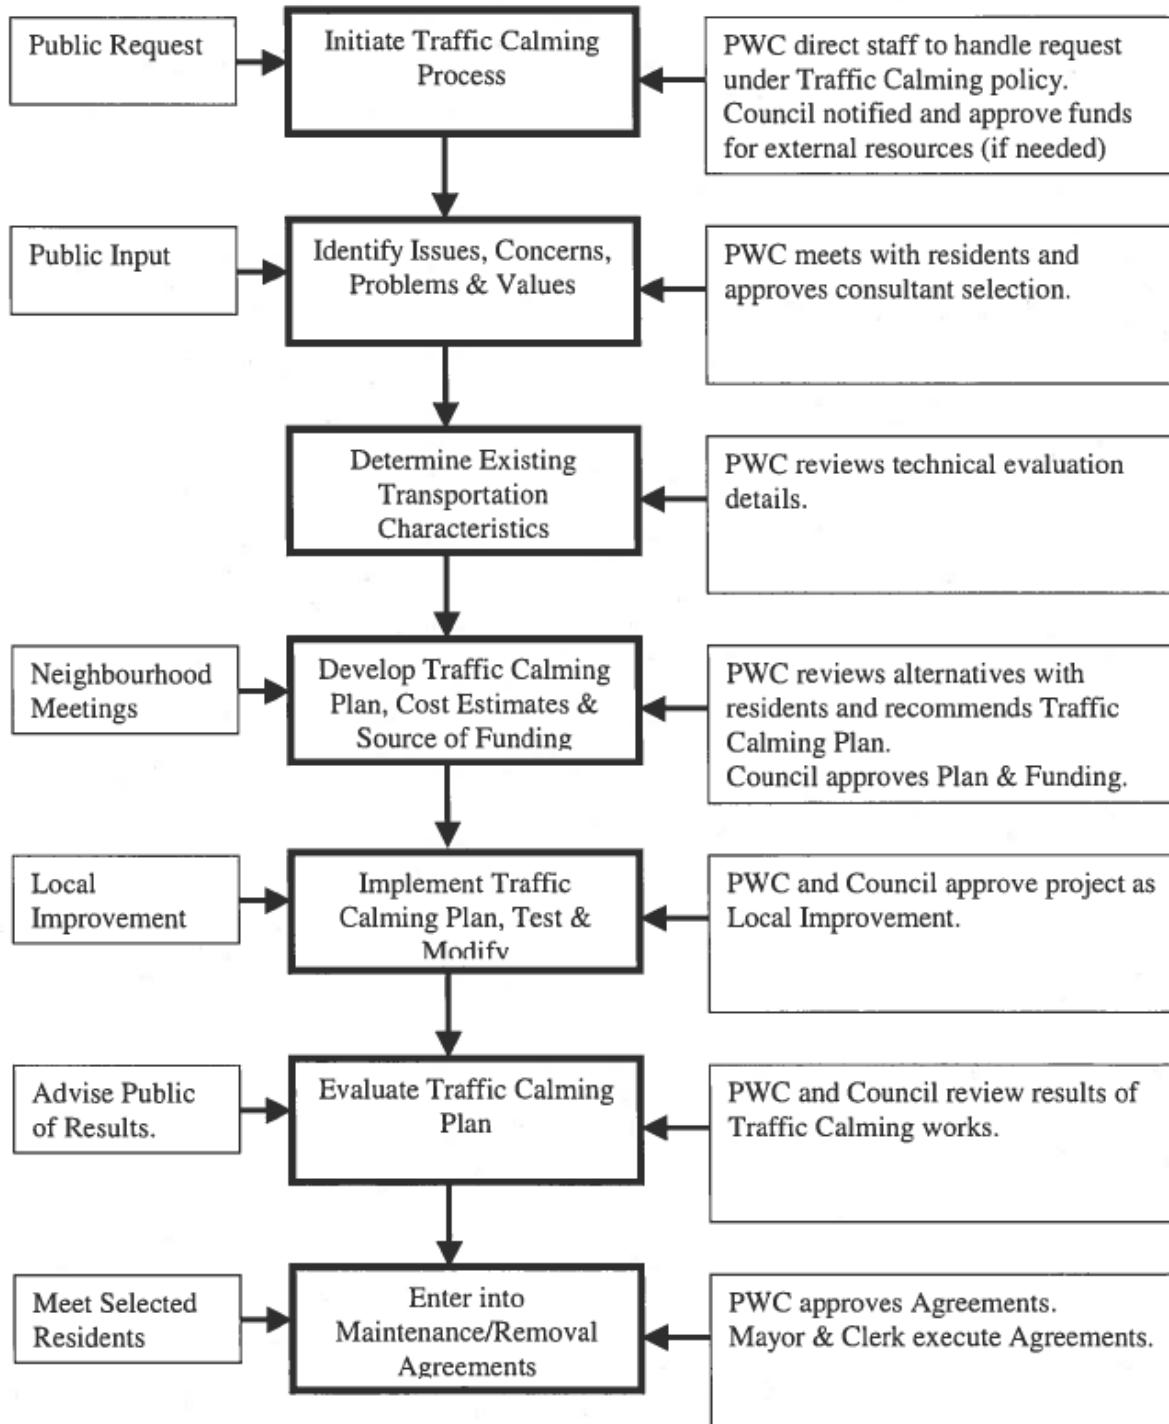 Public Request
Initiate Traffic Calming
Process
PWC direct staff to handle request
under Traffic Calming policy.
Council notified and approve funds
for external resources (if needed)
Public Input
Identify Issues, Concerns,
Problems & Values
PWC meets with residents and
approves consultant selection.
Determine Existing
Transportation
Characteristics
PWC reviews technical evaluation
details.
Neighbourhood
Meetings
Develop Traffic Calming
Plan, Cost Estimates &
Source of Funding
PWC reviews alternatives with
residents and recommends Traffic
Calming Plan.
Council approves Plan & Funding.
Local
Improvement
Implement Traffic
Calming Plan, Test &
Modify
PWC and Council approve project as
Local Improvement.
Advise Public
of Results.
Evaluate Traffic Calming
Plan
PWC and Council review results of
Traffic Calming works.
Meet Selected
Residents
Enter into
Maintenance/Removal
Agreements
PWC approves Agreements.
Mayor & Clerk execute Agreements.